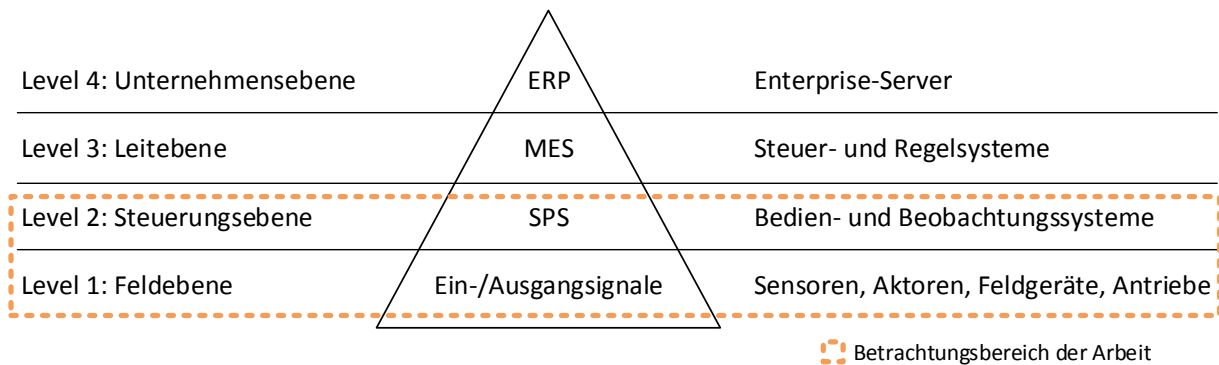 Level 4: Unternehmensebene ERP Enterprise-Server
Level 3: Leitebene MES Steuer- und Regelsysteme
Level 2: Steuerungsebene SPS Bedien- und Beobachtungssysteme
Level 1: Feldebene Ein-/Ausgangsignale Sensoren, Aktoren, Feldgeräte, Antriebe
Betrachtungsbereich der Arbeit